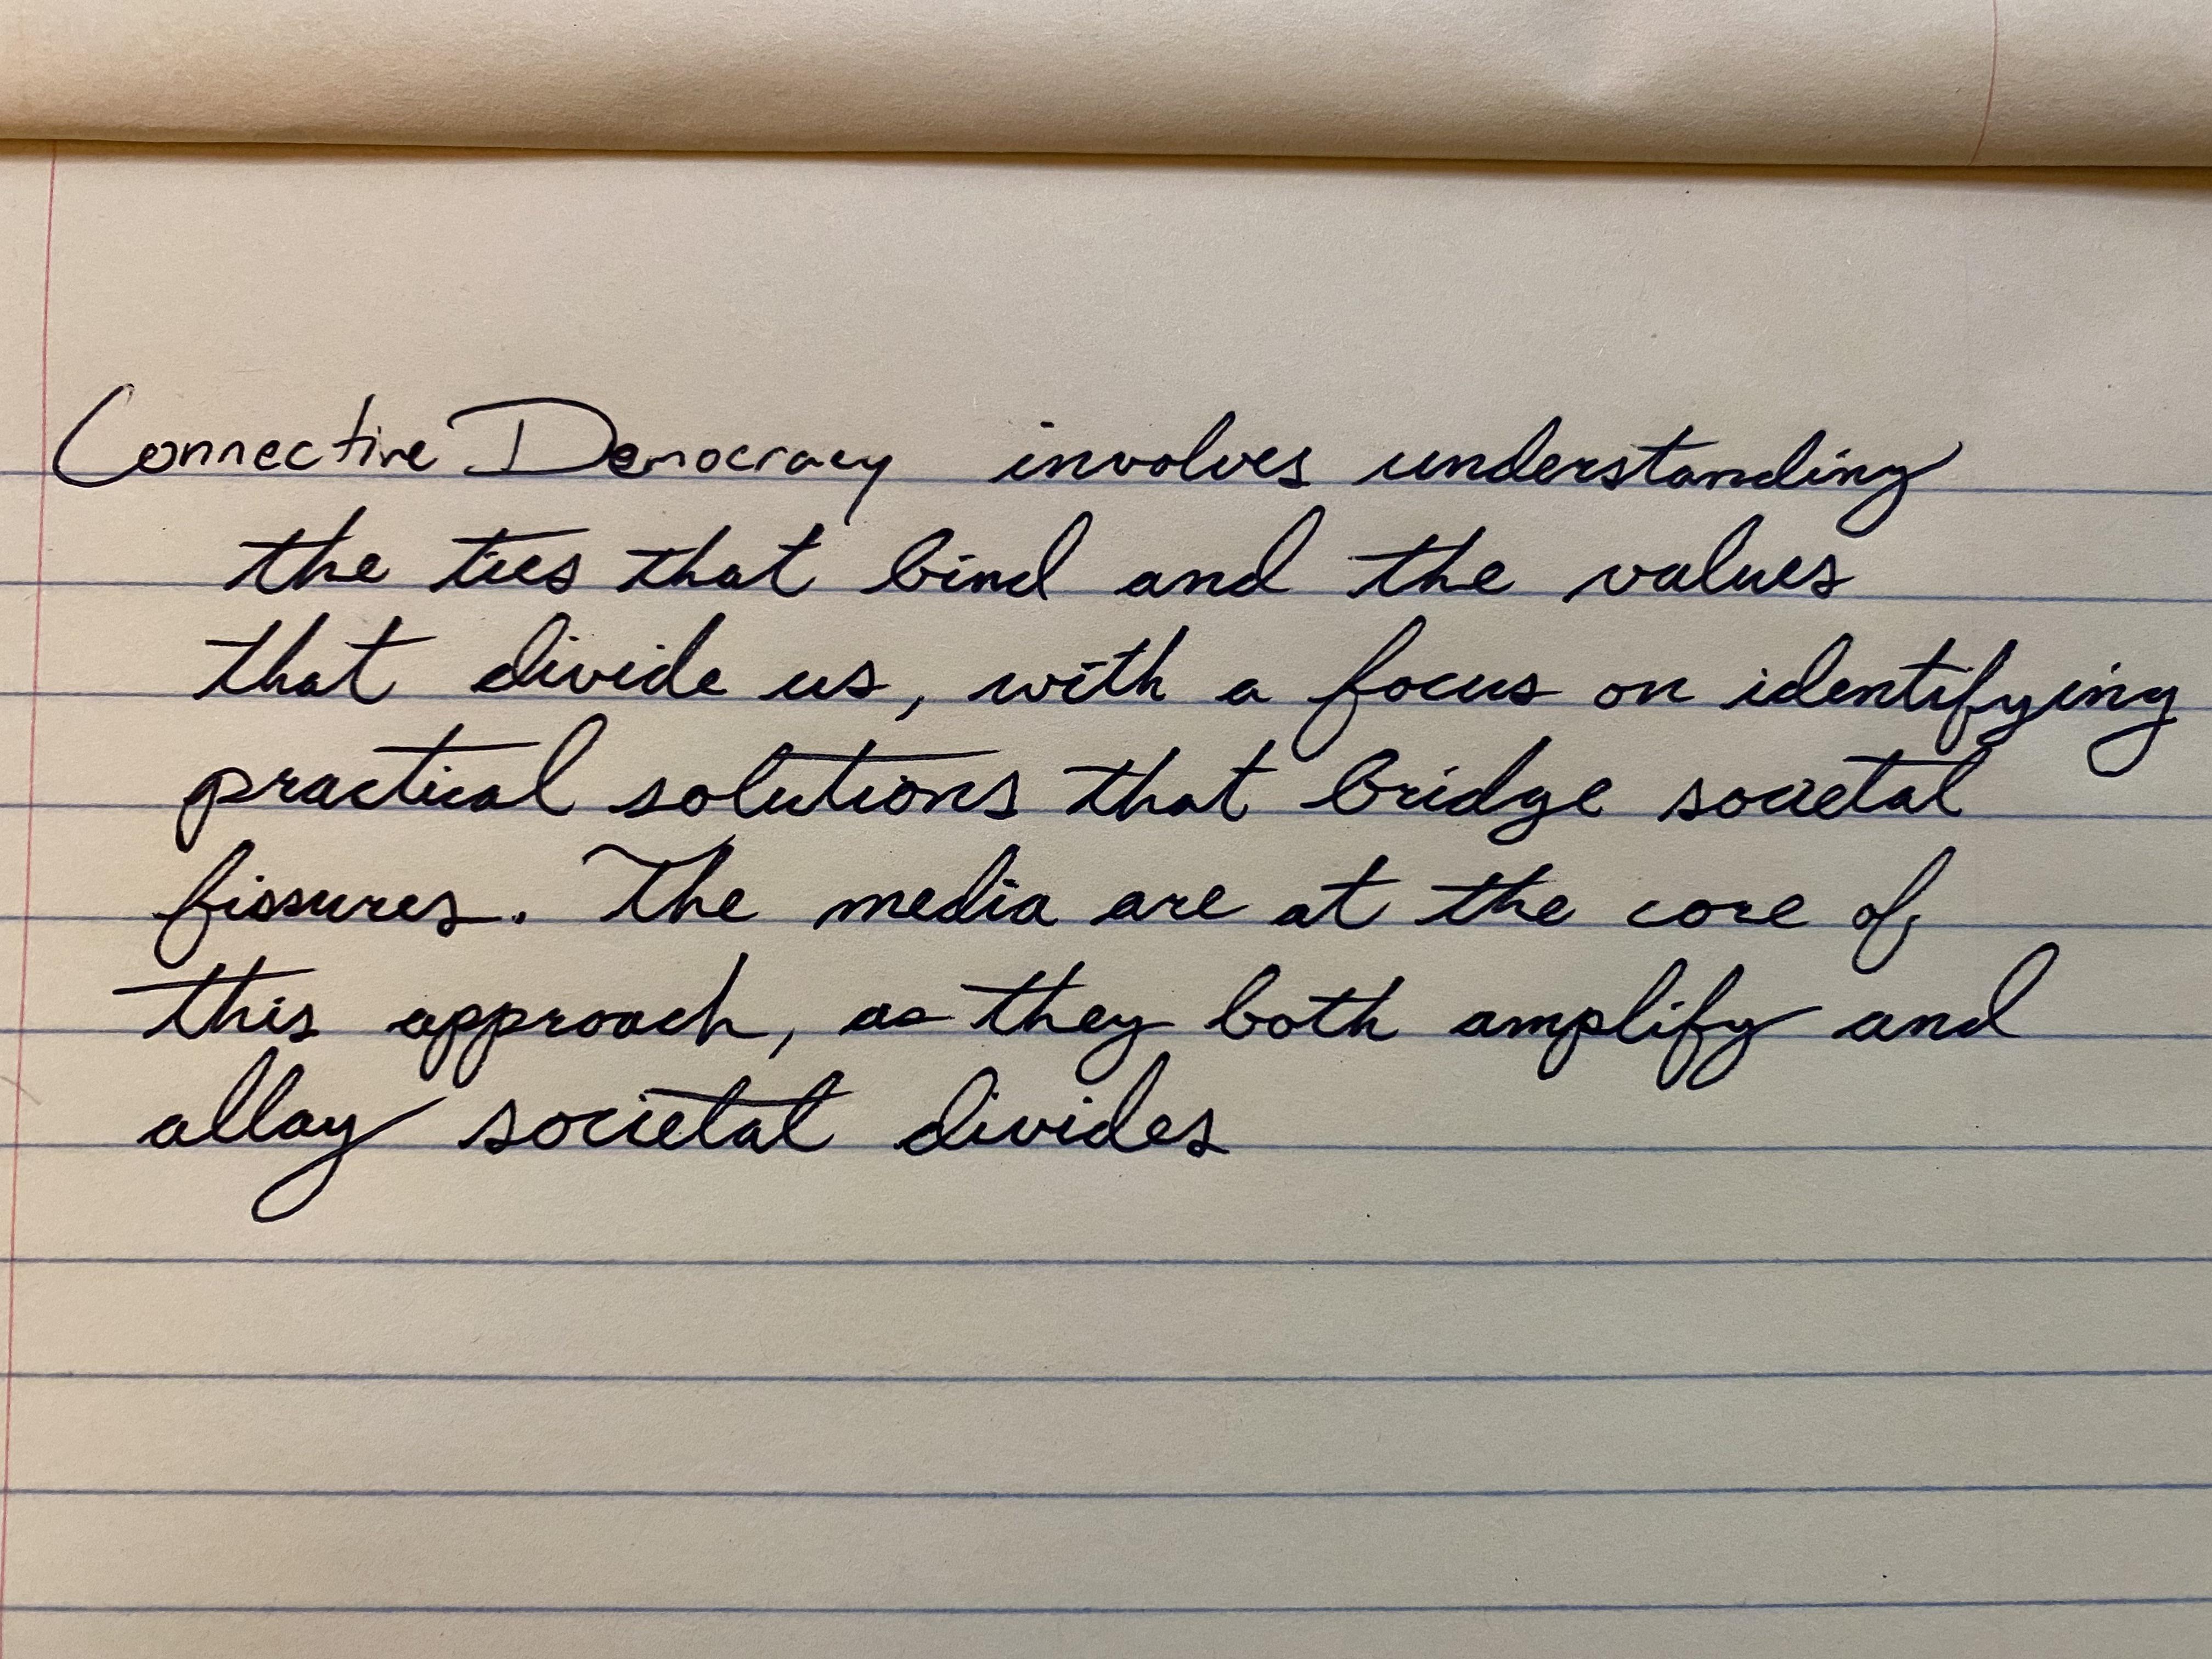 Connective Democracy involves understanding
the ties that bind and the values
that divide us, with a focus on identifying
practical solutions that bridge societal
fissures. The media are at the core of
this approach, as they both amplify and
allay societal divides